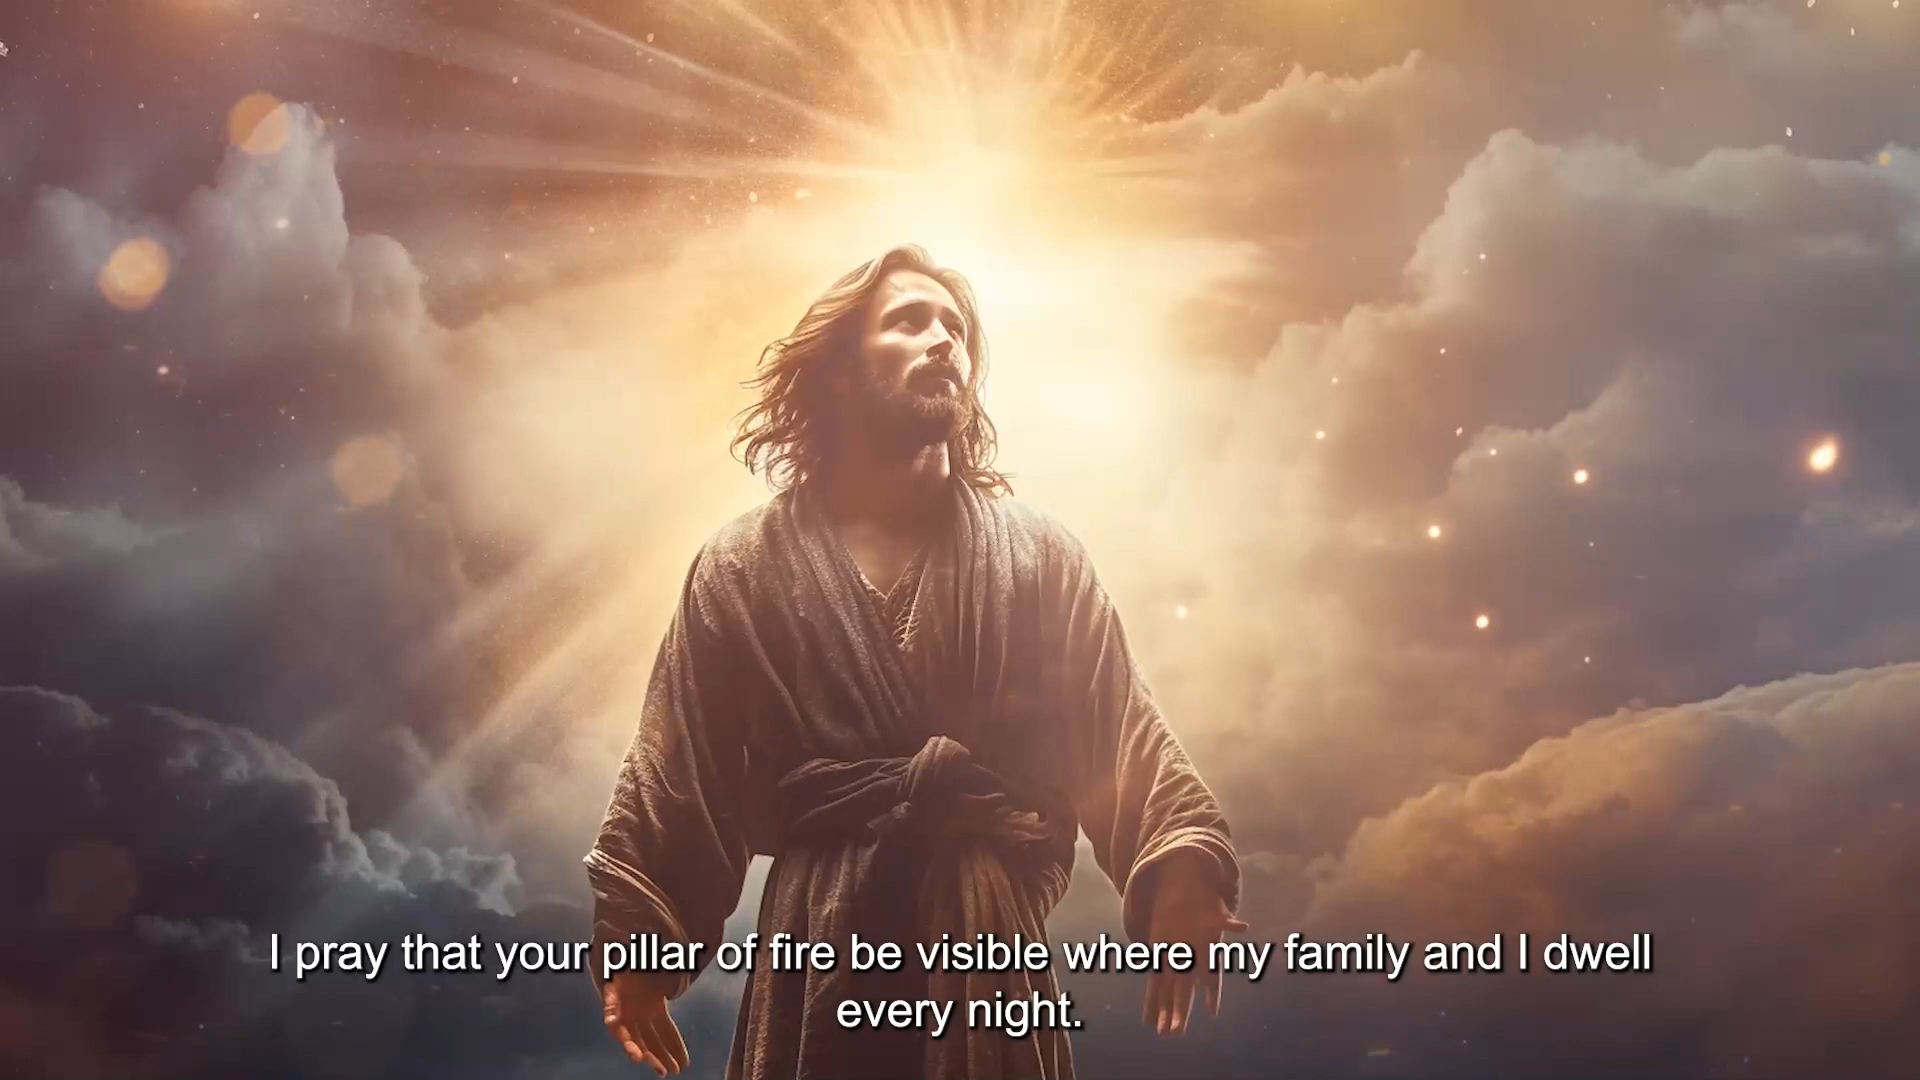 I pray that your pillar of fire be visible where my family and I dwell
every night.